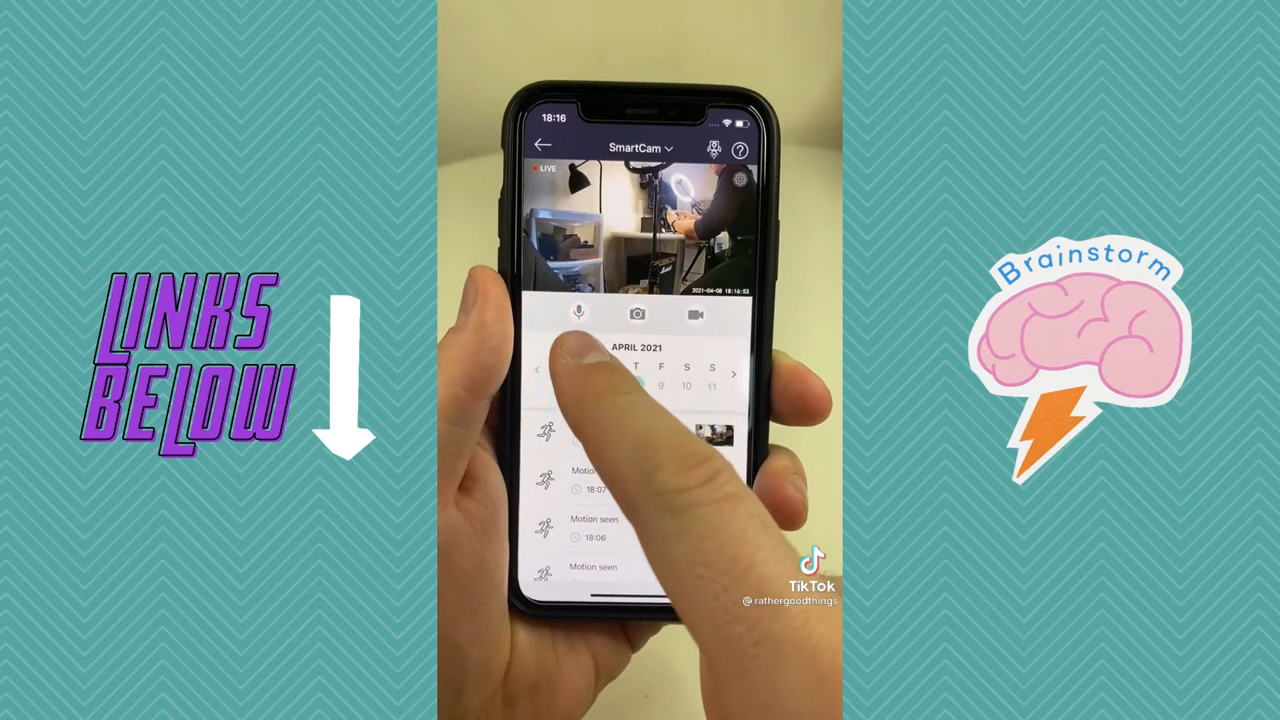 LINKS
BELOW
18:16
SmartCam
LIVE
Marshall
2021-04-08 18:16:53
APRIL 2021
T F S S
9 10 11
18:07
Motion seen
18:06
Motion seen
TikTok
@rathergoodthings
Brainstorm